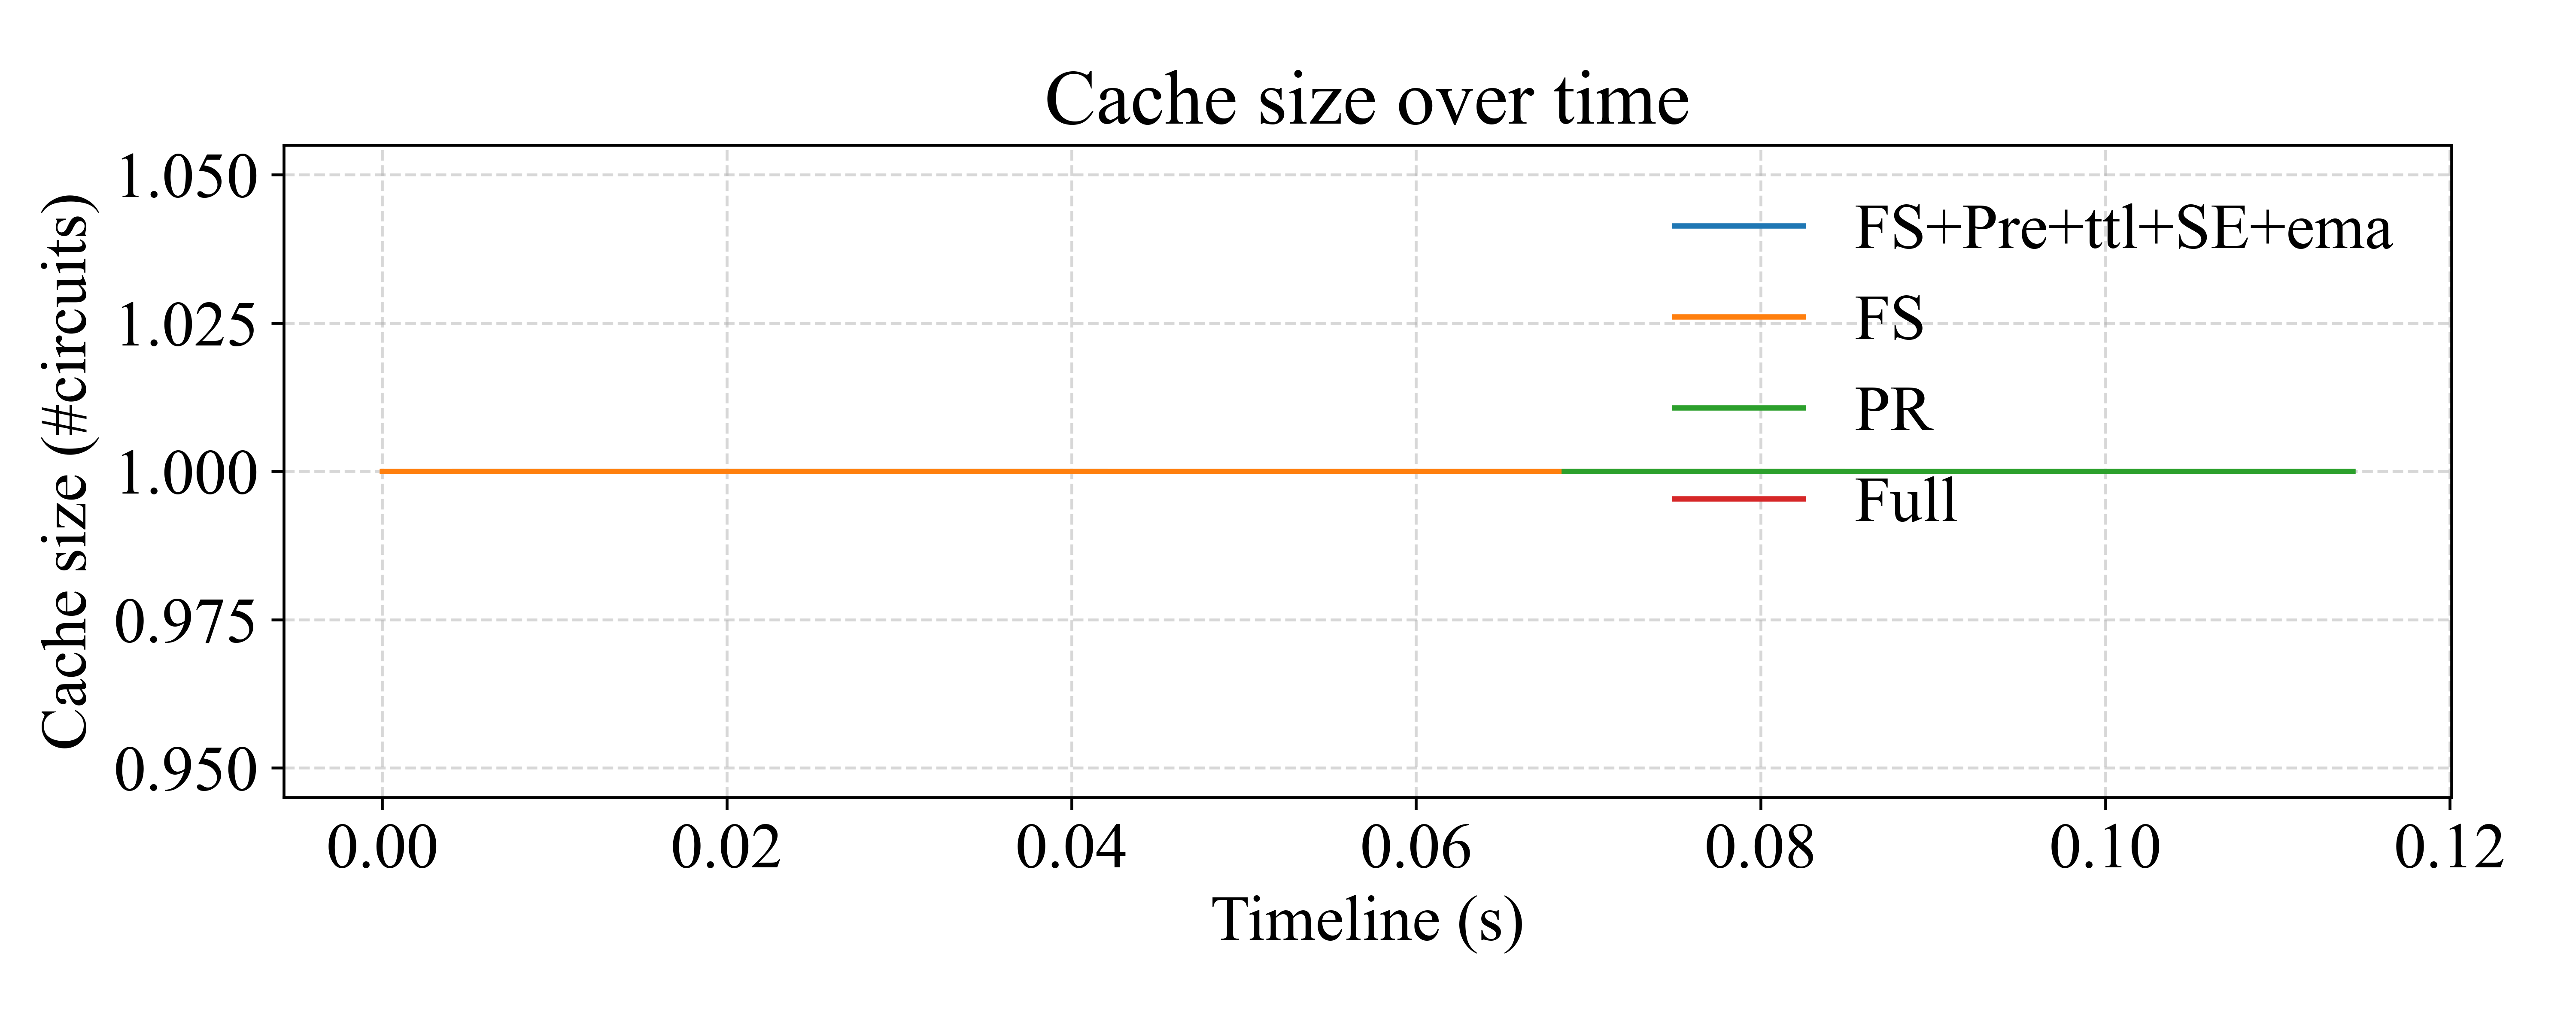 Cache size over time
Cache size (#circuits)
1.050
1.025
1.000
0.975
0.950
FS+Pre+ttl+SE+ema
FS
PR
Full
0.00 0.02 0.04 0.06 0.08 0.10 0.12
Timeline (s)